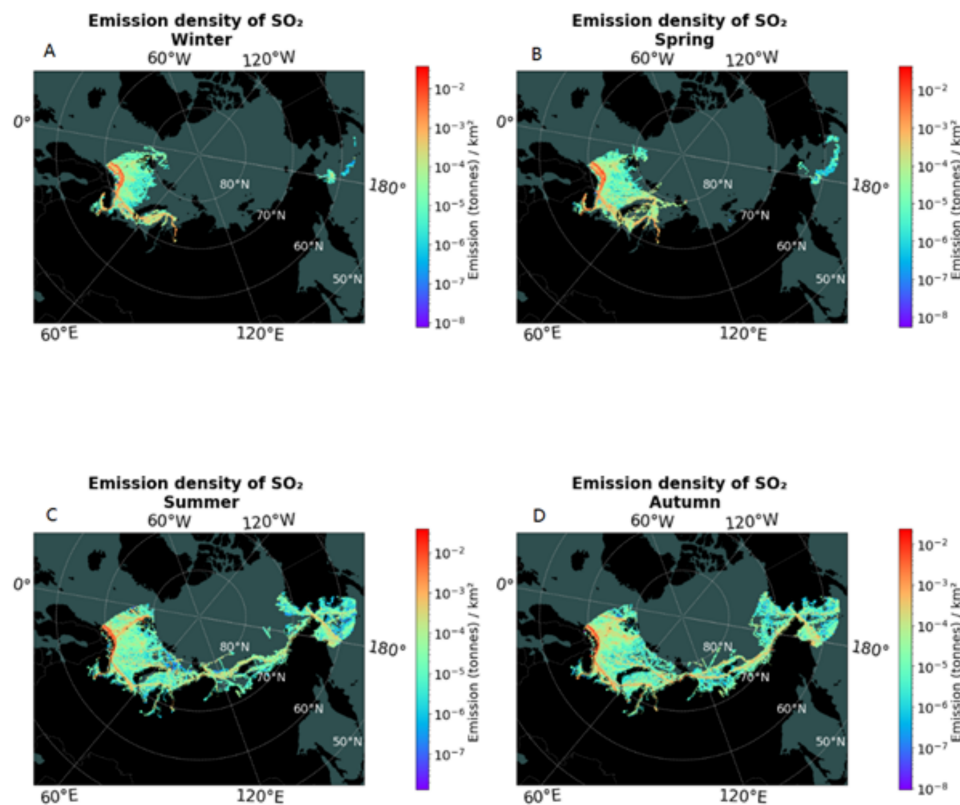 Emission density of SO₂
Winter
A
60°W 120°W
0°
80°N
180°
70°N
60°N
50°N
60°E 120°E
10⁻²
10⁻³
10⁻⁴
10⁻⁵
10⁻⁶
10⁻⁷
10⁻⁸
Emission (tonnes) / km²
Emission density of SO₂
Spring
B
60°W 120°W
0°
80°N
180°
70°N
60°N
50°N
60°E 120°E
10⁻²
10⁻³
10⁻⁴
10⁻⁵
10⁻⁶
10⁻⁷
10⁻⁸
Emission (tonnes) / km²
Emission density of SO₂
Summer
C
60°W 120°W
0°
80°N
180°
70°N
60°N
50°N
60°E 120°E
10⁻²
10⁻³
10⁻⁴
10⁻⁵
10⁻⁶
10⁻⁷
Emission (tonnes) / km²
Emission density of SO₂
Autumn
D
60°W 120°W
0°
80°N
180°
70°N
60°N
50°N
60°E 120°E
10⁻²
10⁻³
10⁻⁴
10⁻⁵
10⁻⁶
10⁻⁷
10⁻⁸
Emission (tonnes) / km²